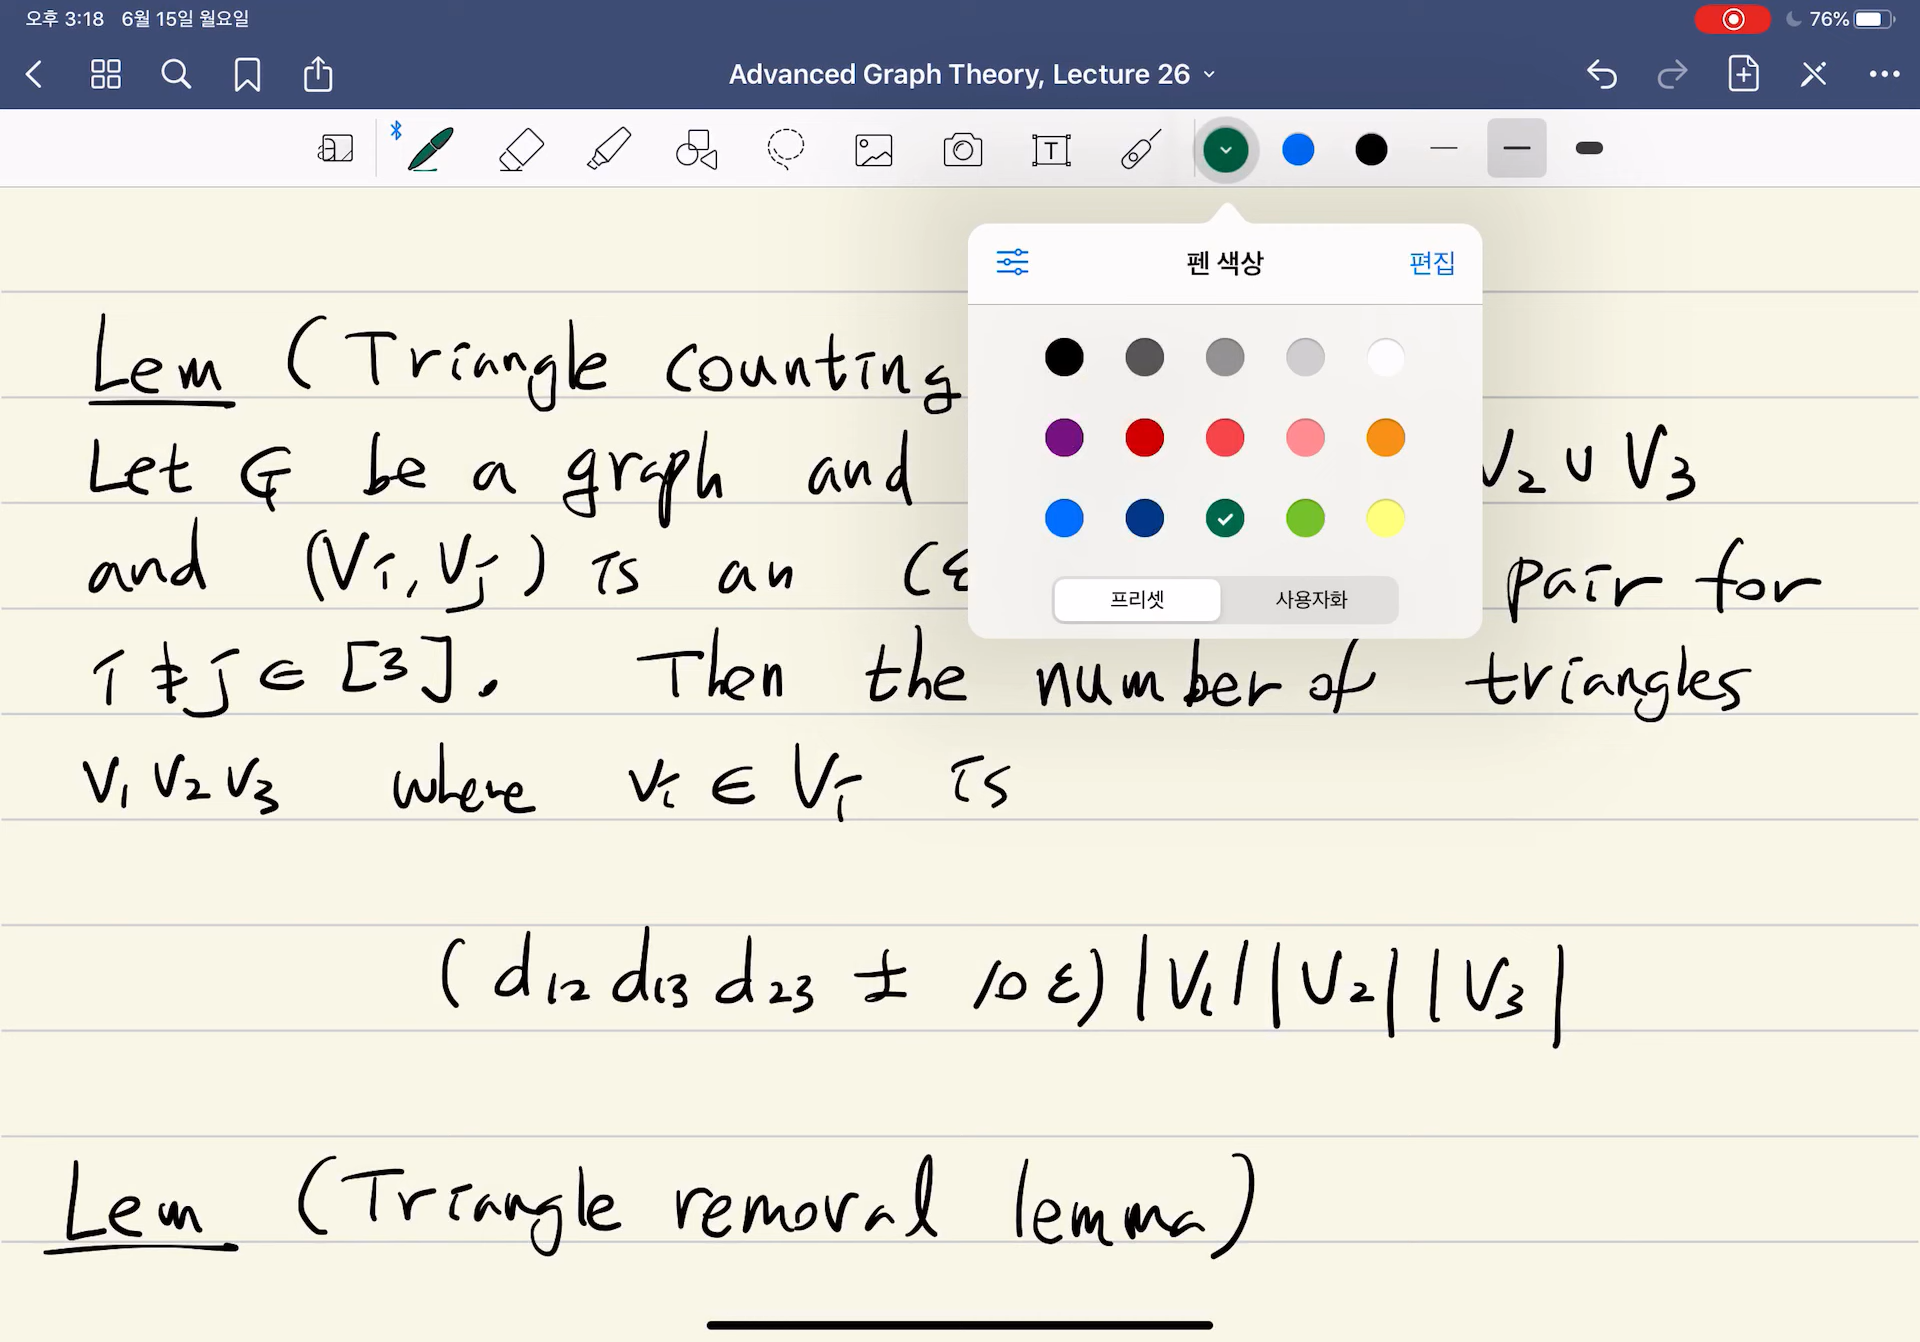 오후 3:18 6월 15일 월요일
76%
Advanced Graph Theory, Lecture 26
펜 색상
편집
프리셋
사용자화
Lem (Triangle counting
Let G be a graph and V₂ ∪ V₃
and (Vi, Vj) is an (ε pair for
i ≠ j ∈ [3]. Then the number of triangles
v₁ v₂ v₃ where vi ∈ Vi is
(d₁₂ d₁₃ d₂₃ ± 10 ε) |V₁| |V₂| |V₃|
Lem (Triangle removal lemma)